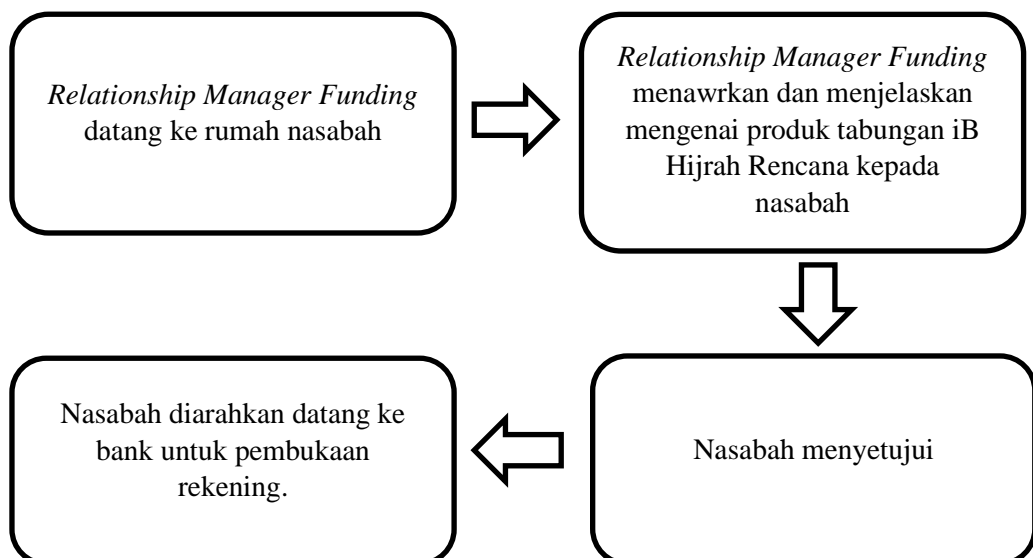 Relationship Manager Funding
datang ke rumah nasabah
Relationship Manager Funding
menawrkan dan menjelaskan
mengenai produk tabungan iB
Hijrah Rencana kepada
nasabah
Nasabah menyetujui
Nasabah diarahkan datang ke
bank untuk pembukaan
rekening.